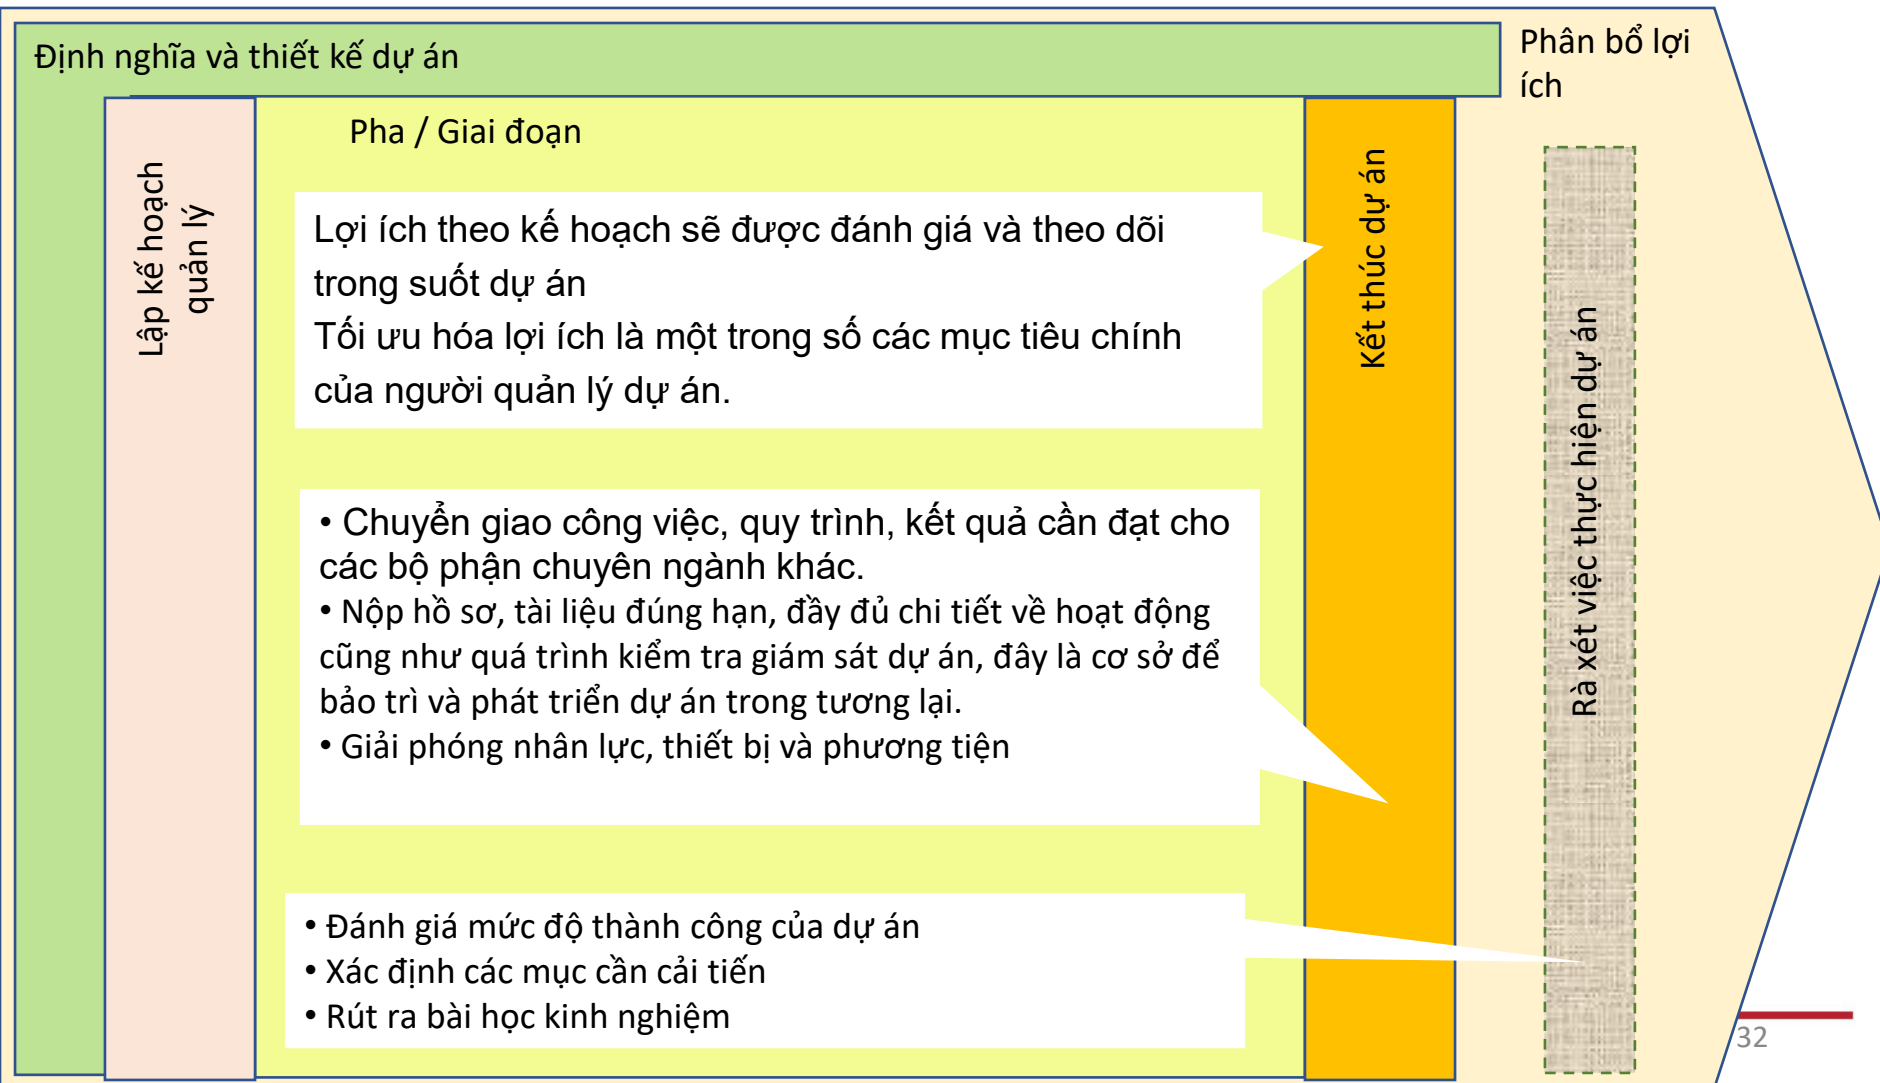 Định nghĩa và thiết kế dự án
Phân bổ lợi
ích
Pha / Giai đoạn
Lập kế hoạch
quản lý
Lợi ích theo kế hoạch sẽ được đánh giá và theo dõi
trong suốt dự án
Tối ưu hóa lợi ích là một trong số các mục tiêu chính
của người quản lý dự án.
Kết thúc dự án
Rà xét việc thực hiện dự án
• Chuyển giao công việc, quy trình, kết quả cần đạt cho
các bộ phận chuyên ngành khác.
• Nộp hồ sơ, tài liệu đúng hạn, đầy đủ chi tiết về hoạt động
cũng như quá trình kiểm tra giám sát dự án, đây là cơ sở để
bảo trì và phát triển dự án trong tương lại.
• Giải phóng nhân lực, thiết bị và phương tiện
• Đánh giá mức độ thành công của dự án
• Xác định các mục cần cải tiến
• Rút ra bài học kinh nghiệm
32